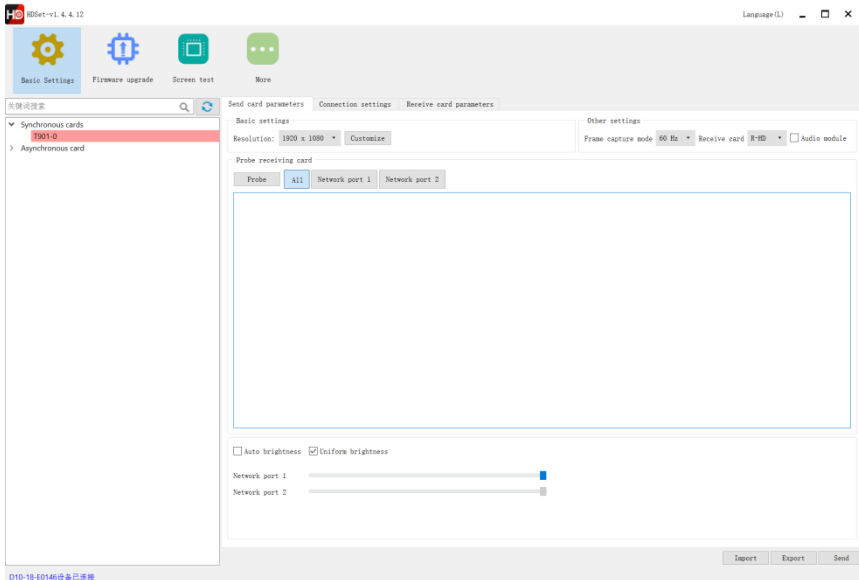 HD HDSet-v1.4.4.12 Language(L)
Basic Settings Firmware upgrade Screen test More
关键词搜索
Synchronous cards
T901-0
Asynchronous card
Send card parameters Connection settings Receive card parameters
Basic settings Other settings
Resolution: 1920 x 1080 Customize Frame capture mode 60 Hz Receive card R-HD Audio module
Probe receiving card
Probe All Network port 1 Network port 2
Auto brightness Uniform brightness
Network port 1
Network port 2
Import Export Send
D10-18-E0146设备已连接